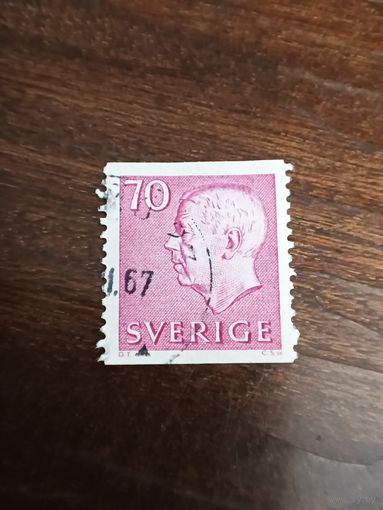 70
.67
SVERIGE
D T
C. S.